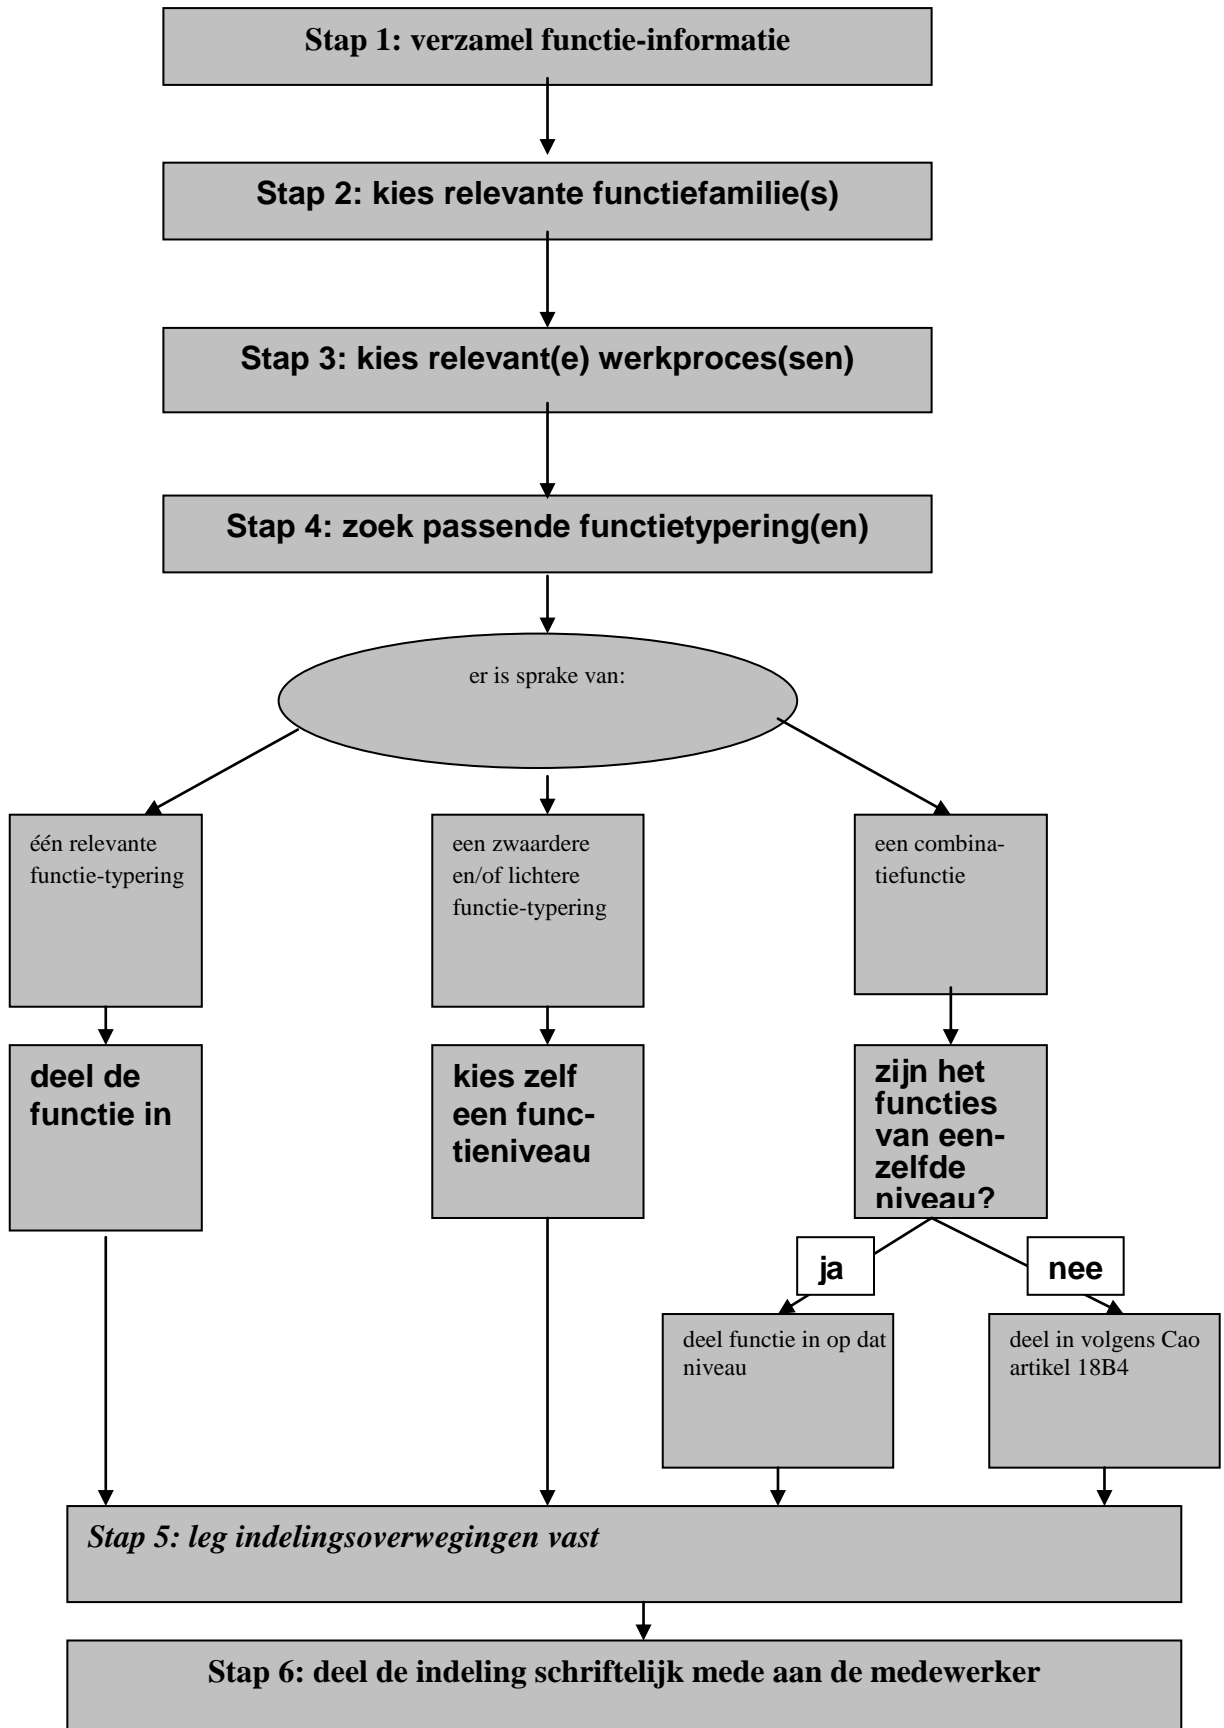 Stap 1: verzamel functie-informatie
Stap 2: kies relevante functiefamilie(s)
Stap 3: kies relevant(e) werkproces(sen)
Stap 4: zoek passende functietypering(en)
er is sprake van:
één relevante
functie-typering
een zwaardere
en/of lichtere
functie-typering
een combina-
tiefunctie
deel de
functie in
kies zelf
een func-
tieniveau
zijn het
functies
van een-
zelfde
niveau?
ja
nee
deel functie in op dat
niveau
deel in volgens Cao
artikel 18B4
Stap 5: leg indelingsoverwegingen vast
Stap 6: deel de indeling schriftelijk mede aan de medewerker